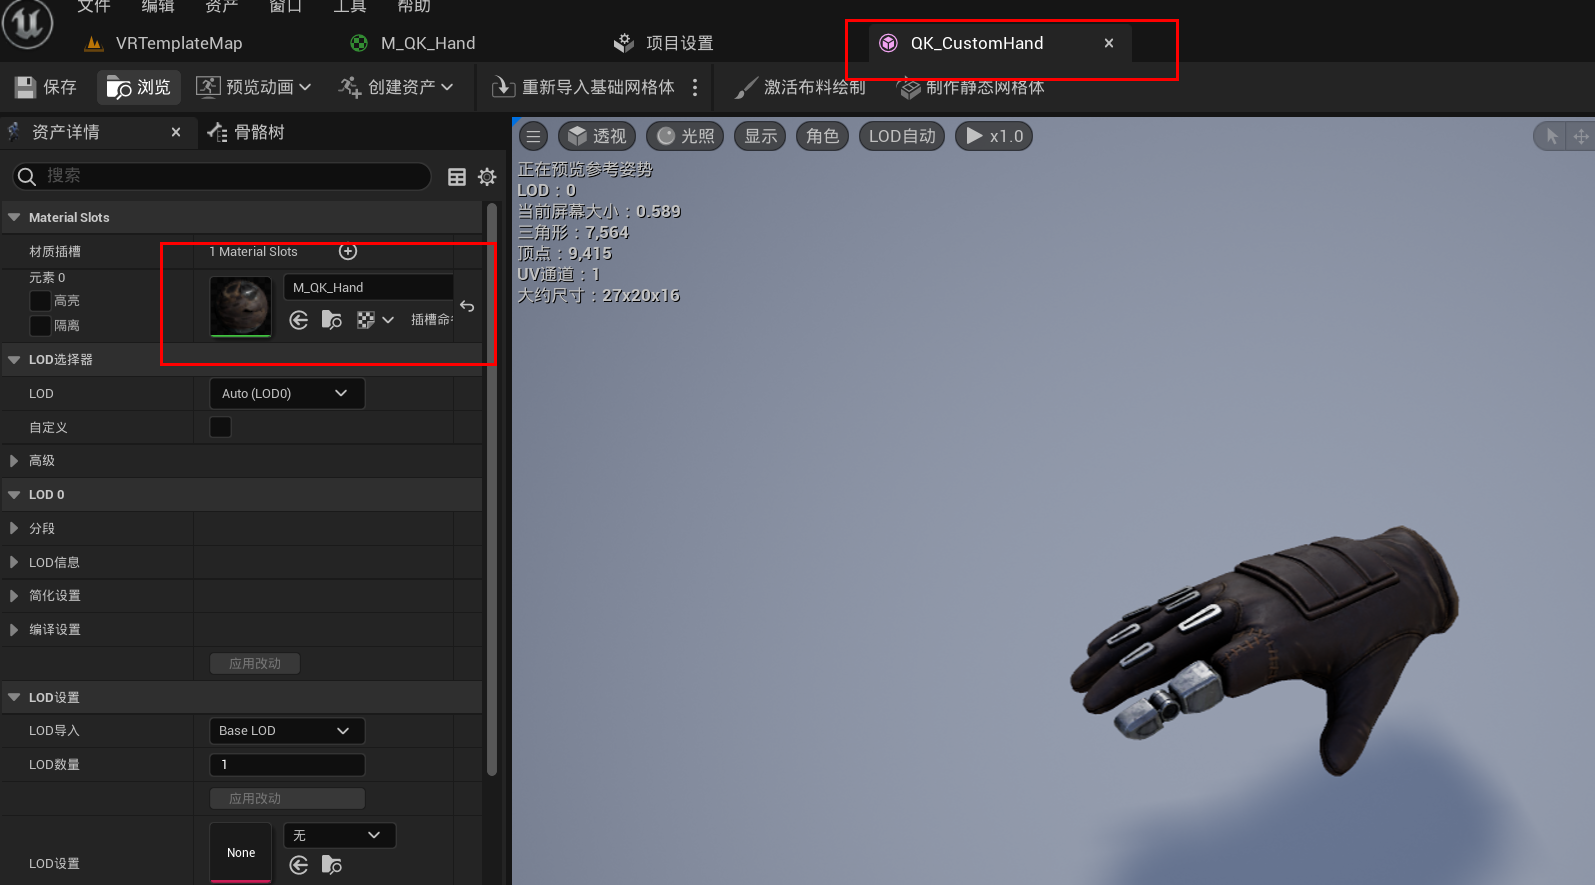 文件 编辑 资产 窗口 工具 帮助
VRTemplateMap M_QK_Hand 项目设置 QK_CustomHand
保存 浏览 预览动画 创建资产 重新导入基础网格体 激活布料绘制 制作静态网格体
资产详情 骨骼树
搜索
Material Slots
材质插槽 1 Material Slots
元素 0
高亮
隔离
M_QK_Hand
插槽命
LOD选择器
LOD Auto (LOD0)
自定义
高级
LOD 0
分段
LOD信息
简化设置
编译设置
应用改动
LOD设置
LOD导入 Base LOD
LOD数量 1
应用改动
LOD设置 None 无
透视 光照 显示 角色 LOD自动 x1.0
正在预览参考姿势
LOD：0
当前屏幕大小：0.589
三角形：7,564
顶点：9,415
UV通道：1
大约尺寸：27x20x16